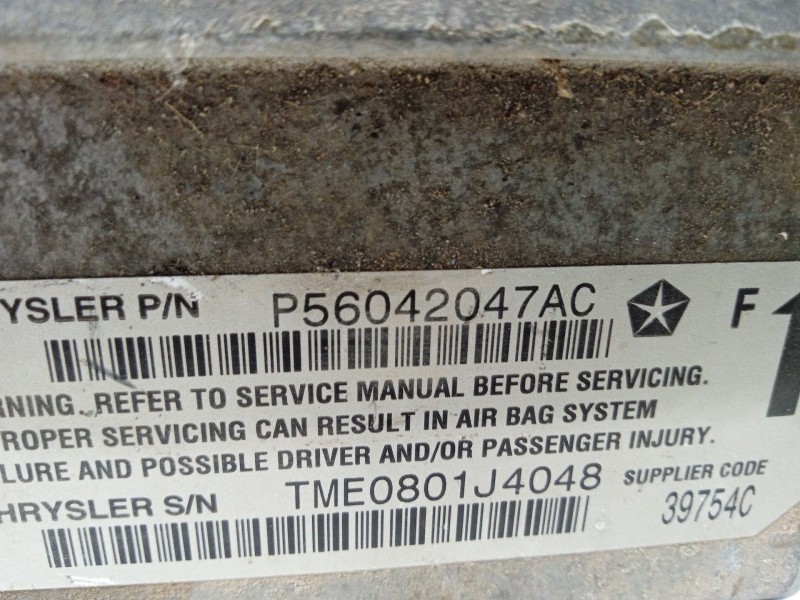 YSLER P/N P56042047AC F
RNING. REFER TO SERVICE MANUAL BEFORE SERVICING.
ROPER SERVICING CAN RESULT IN AIR BAG SYSTEM
LURE AND POSSIBLE DRIVER AND/OR PASSENGER INJURY.
HRYSLER S/N TME0801J4048 SUPPLIER CODE
39754C